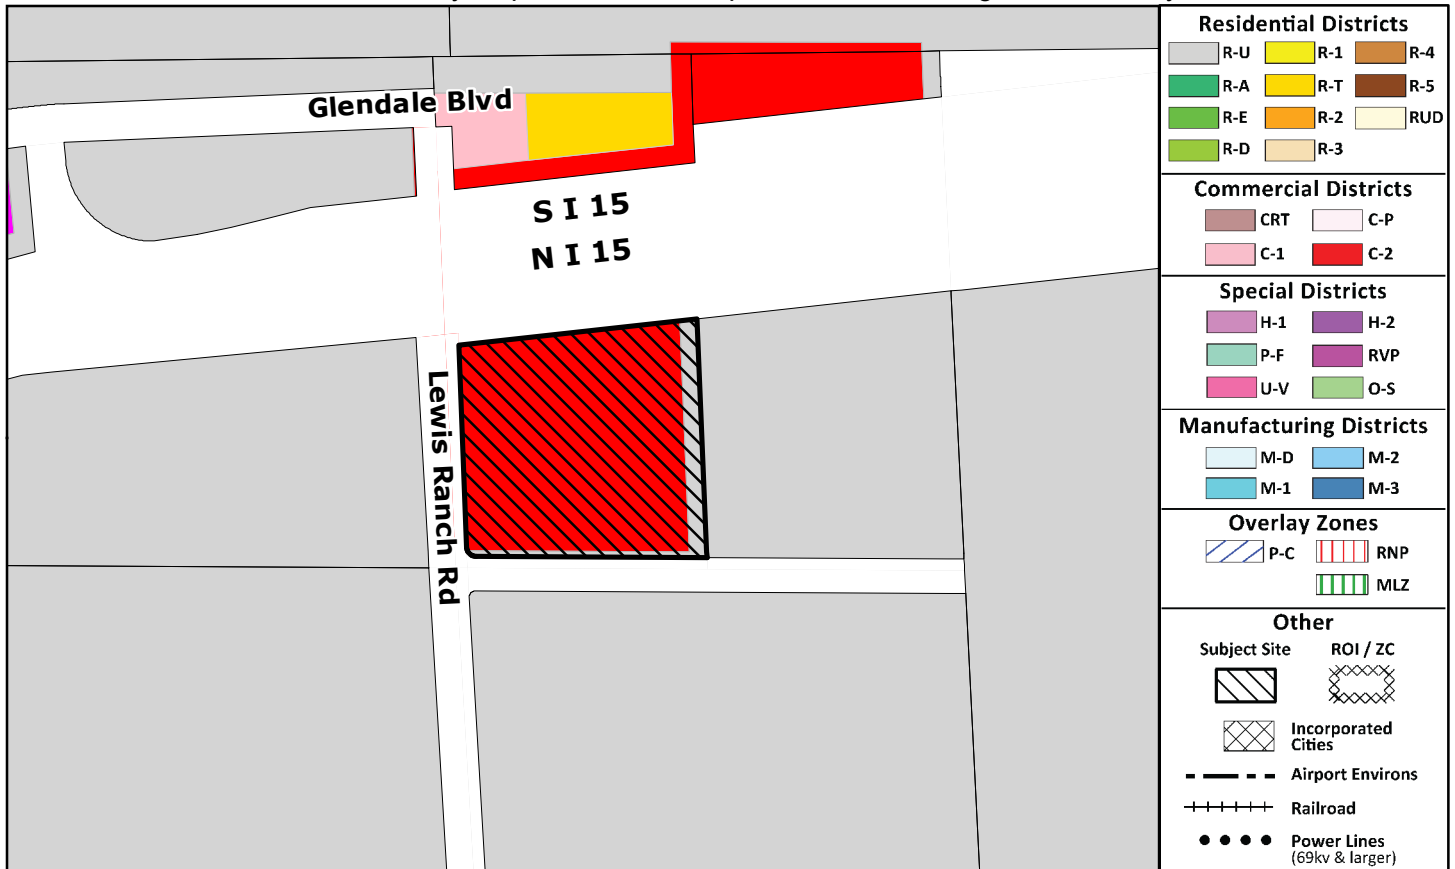 Glendale Blvd
S I 15
N I 15
Lewis Ranch Rd
Residential Districts
R-U R-1 R-4
R-A R-T R-5
R-E R-2 RUD
R-D R-3
Commercial Districts
CRT C-P
C-1 C-2
Special Districts
H-1 H-2
P-F RVP
U-V O-S
Manufacturing Districts
M-D M-2
M-1 M-3
Overlay Zones
P-C RNP
MLZ
Other
Subject Site ROI / ZC
Incorporated
Cities
Airport Environs
Railroad
Power Lines
(69kv & larger)